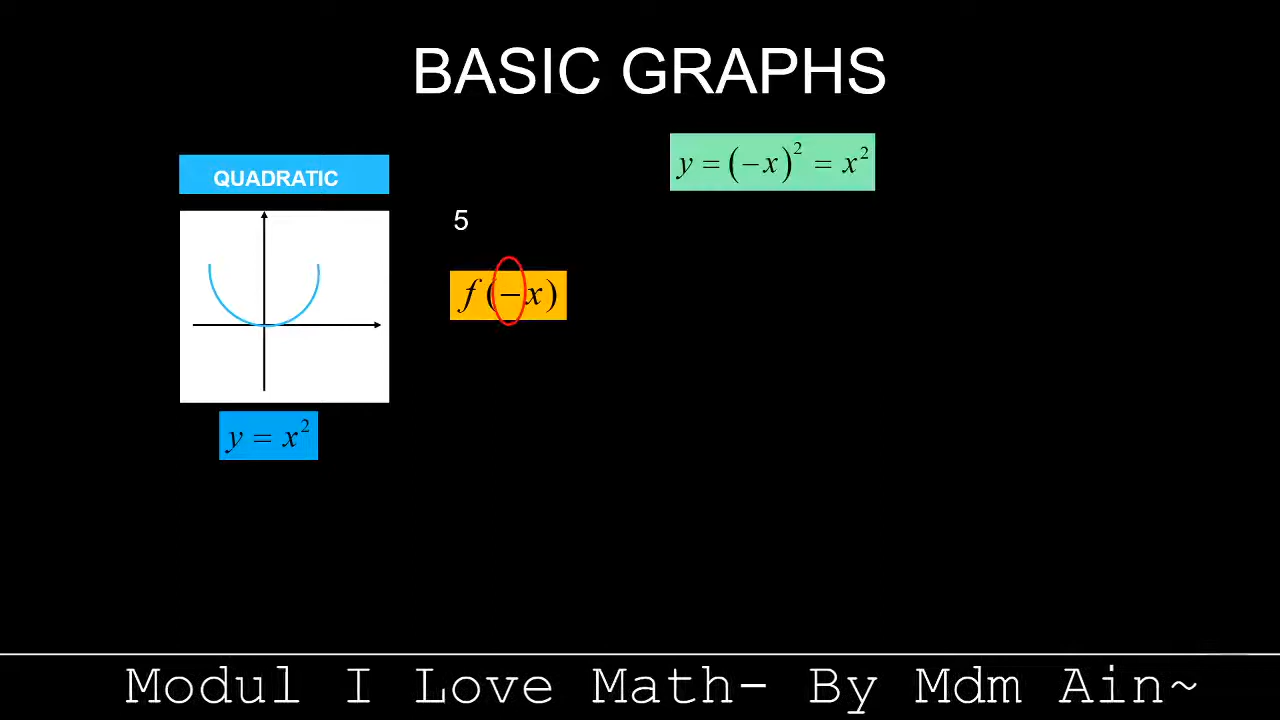 BASIC GRAPHS
QUADRATIC
y = (−x)² = x²
5
f(−x)
y = x²
Modul I Love Math- By Mdm Ain~